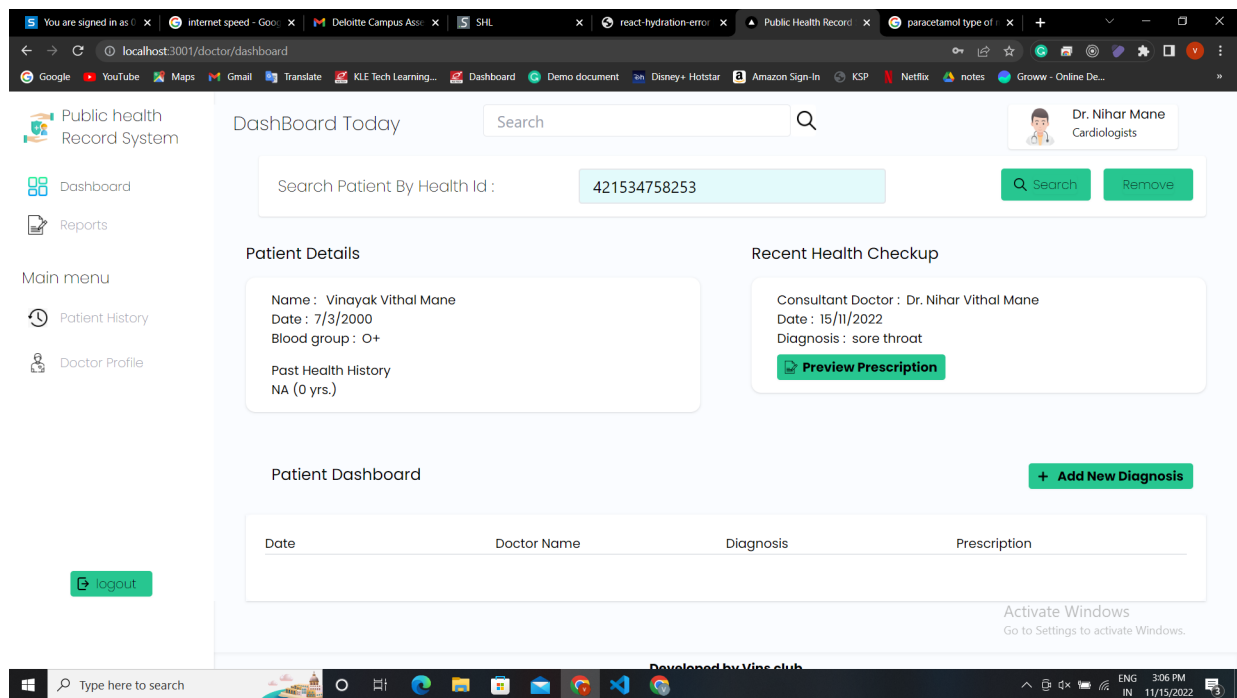 You are signed in as
internet speed - Goog
Deloitte Campus Asse
SHL
react-hydration-error
Public Health Record
paracetamol type of
localhost:3001/doctor/dashboard
Google YouTube Maps Gmail Translate KLE Tech Learning... Dashboard Demo document Disney+ Hotstar Amazon Sign-In KSP Netflix notes Groww - Online De... »
Public health
Record System
DashBoard Today
Search
Dr. Nihar Mane
Cardiologists
Dashboard
Reports
Main menu
Patient History
Doctor Profile
logout
Search Patient By Health Id :
421534758253
Search
Remove
Patient Details
Name : Vinayak Vithal Mane
Date : 7/3/2000
Blood group : O+
Past Health History
NA (0 yrs.)
Recent Health Checkup
Consultant Doctor : Dr. Nihar Vithal Mane
Date : 15/11/2022
Diagnosis : sore throat
Preview Prescription
Patient Dashboard
+ Add New Diagnosis
Date Doctor Name Diagnosis Prescription
Activate Windows
Go to Settings to activate Windows.
Developed by Vins club
Type here to search
ENG
IN
3:06 PM
11/15/2022
3